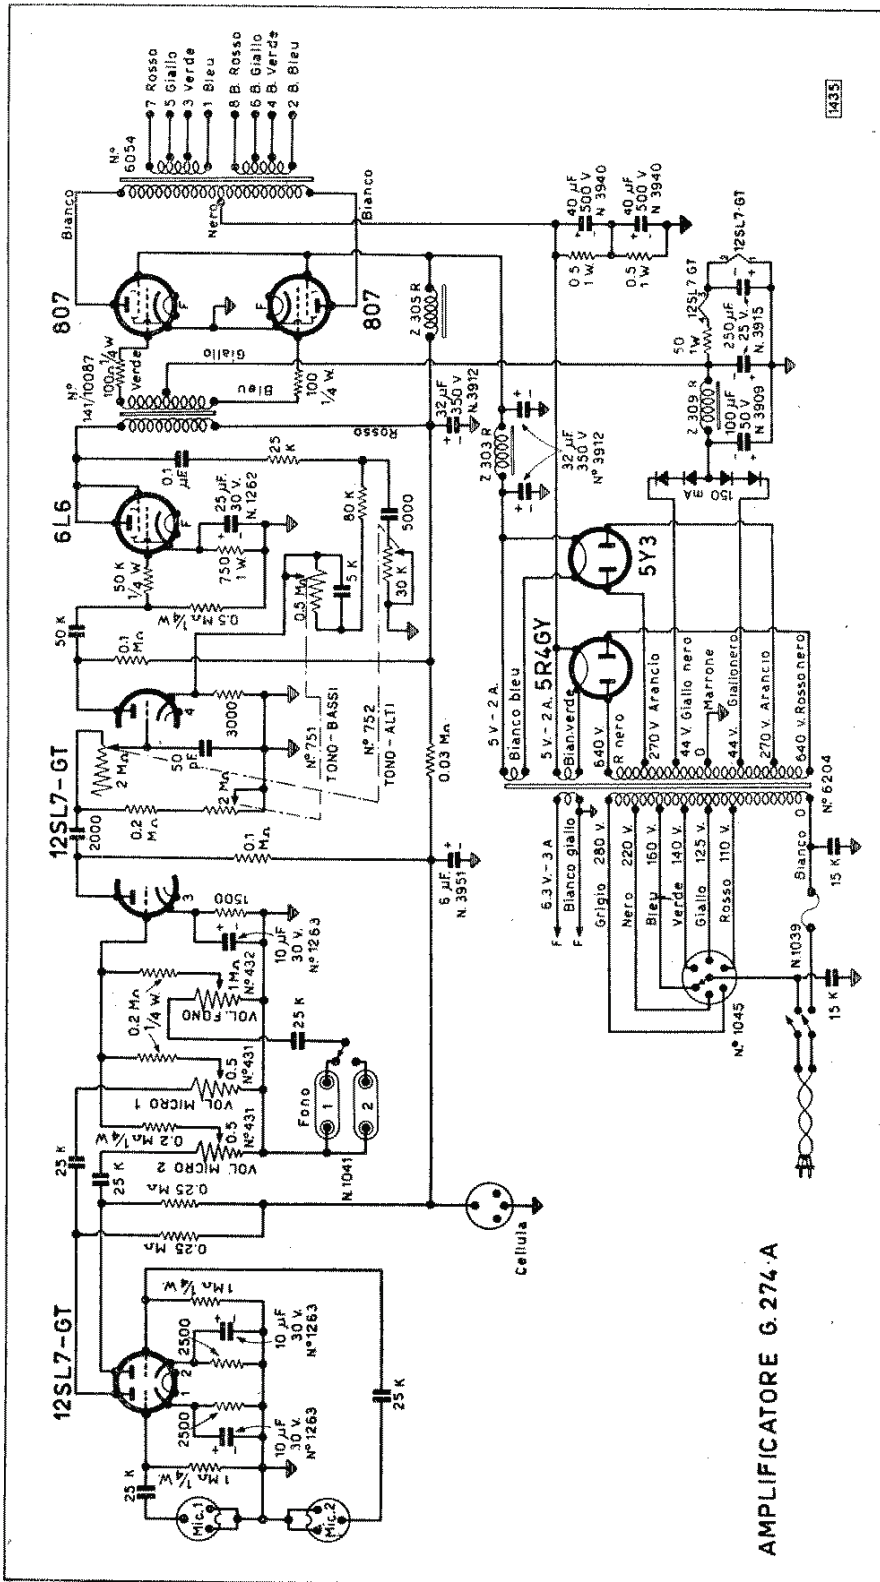 AMPLIFICATORE G. 274-A
1435
12SL7-GT
12SL7-GT
6L6
807
807
5R4GY
5Y3
Mic.1
Mic.2
25 K
1 MΩ
1/4 W.
2500
10 µF
30 V.
N° 1263
1
2
2500
10 µF
30 V.
N° 1263
1 MΩ 1/4 W.
25 K
0.25 MΩ
0.25 MΩ
25 K
25 K
0.2 MΩ 1/4 W
VOL. MICRO 2
0.5
N° 431
VOL. MICRO 1
0.5
N° 431
0.2 MΩ
1/4 W.
VOL. FONO
1 MΩ
N° 432
25 K
Fono
1
2
N. 1041
Cellula
10 µF
30 V.
N° 1263
1500
3
0.1
MΩ
6 µF.
N. 3951
2000
0.2
MΩ
2 MΩ
2 MΩ
50
pF.
3000
4
N° 751
TONO-BASSI
N° 752
TONO-ALTI
0.03 MΩ
0.1
MΩ
50 K
0.5 MΩ
1/4 W
50 K
1/4 W
750
1 W.
25 µF.
30 V.
N. 1262
F
0.1
µF.
25
K
0.5 MΩ
5 K
80 K
30 K
5000
Rosso
32 µF
350 V
N. 3912
N°
141/10087
Verde
Bleu
Giallo
100 Ω 1/4 W.
100
1/4 W.
F
F
Z 305 R
Bianco
Bianco
Nero
N°
6054
7 Rosso
5 Giallo
3 Verde
1 Bleu
8 B. Rosso
6 B. Giallo
4 B. Verde
2 B. Bleu
40 µF
500 V
N 3940
40 µF
500 V
N 3940
0.5
1 W.
0.5
1 W.
Z 303 R
32 µF
350 V
N° 3912
12SL7 GT
12SL7-GT
4
3
2
1
50
1W
250 µF
25 V.
N. 3915
Z 309 R
100 µF
50 V
N 3909
150 mA
5 V - 2 A.
Bianco bleu
5 V - 2 A.
Bian.verde
640 V.
R nero
270 V. Arancio
44 V. Giallo nero
0
Marrone
44 V. Giallonero
270 V. Arancio
640 V. Rosso nero
N° 6204
F
F
6.3 V. - 3 A
Bianco giallo
Grigio 280 V.
Nero 220 V.
Bleu 160 V.
Verde 140 V.
Giallo 125 V.
Rosso 110 V.
Bianco 0
N° 1045
N. 1039
15 K
15 K